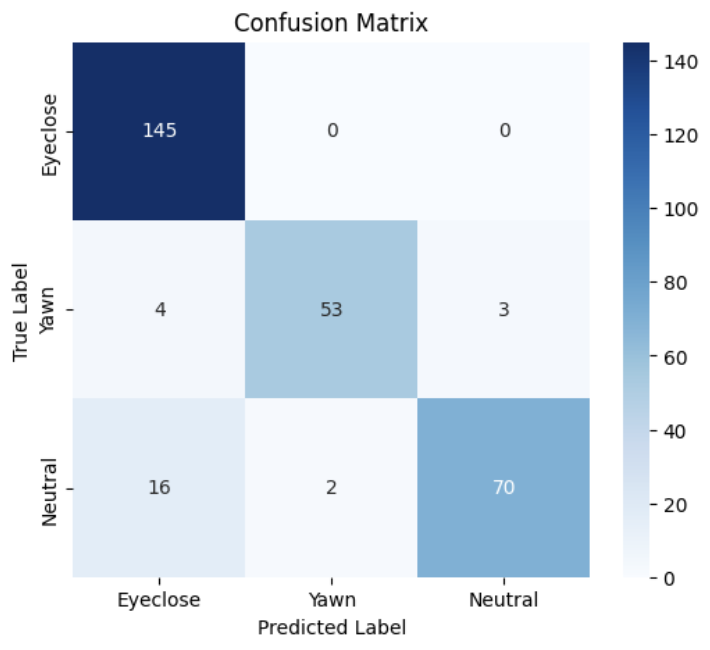 Confusion Matrix
Eyeclose
145
0
0
Yawn
4
53
3
Neutral
16
2
70
True Label
Eyeclose
Yawn
Neutral
Predicted Label
140
120
100
80
60
40
20
0